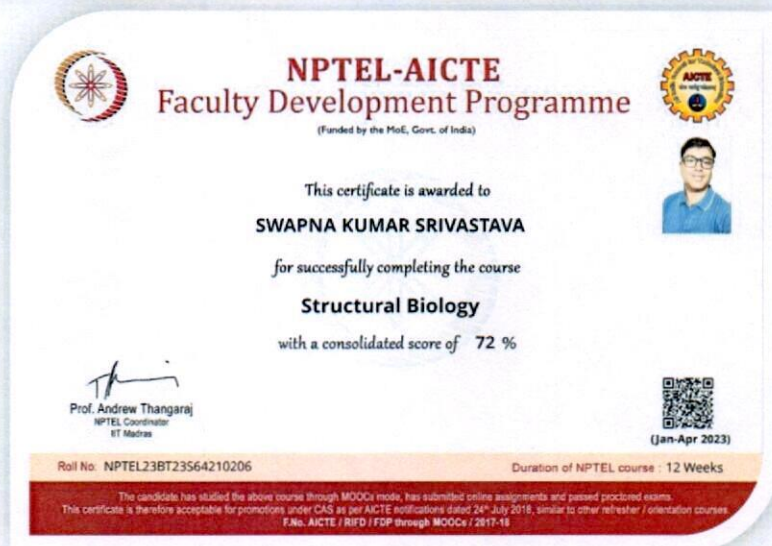 NPTEL-AICTE
Faculty Development Programme
(Funded by the MoE, Govt. of India)
AICTE
This certificate is awarded to
SWAPNA KUMAR SRIVASTAVA
for successfully completing the course
Structural Biology
with a consolidated score of 72 %
Prof. Andrew Thangaraj
NPTEL Coordinator
IIT Madras
(Jan-Apr 2023)
Roll No: NPTEL23BT23S64210206
Duration of NPTEL course : 12 Weeks
The candidate has studied the above course through MOOCs mode, has submitted online assignments and passed proctored exams.
This certificate is therefore acceptable for promotions under CAS as per AICTE notifications dated 24th July 2018, similar to other refresher / orientation courses.
F.No. AICTE / RIFD / FDP through MOOCs / 2017-18